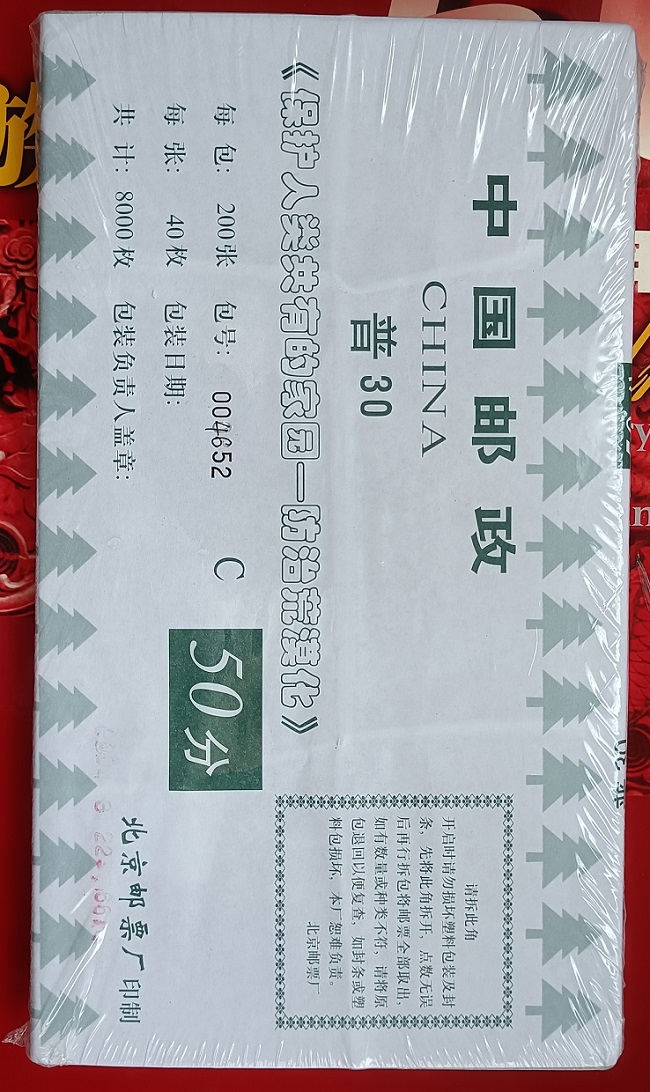 中国邮政
CHINA
普30
《保护人类共有的家园—防治荒漠化》
每包: 200张 包号: 004652 C
每张: 40枚 包装日期:
50分
共计: 8000枚 包装负责人盖章:
北京邮票厂印制
请拆此角
开启时请勿损坏塑料包装及封
条，先将此角拆开，点数无误
后再行拆包将邮票全部取出，
如有数量或种类不符，请将原
包退回以便复查，如封条或塑
料包损坏，本厂恕难负责。
北京邮票厂